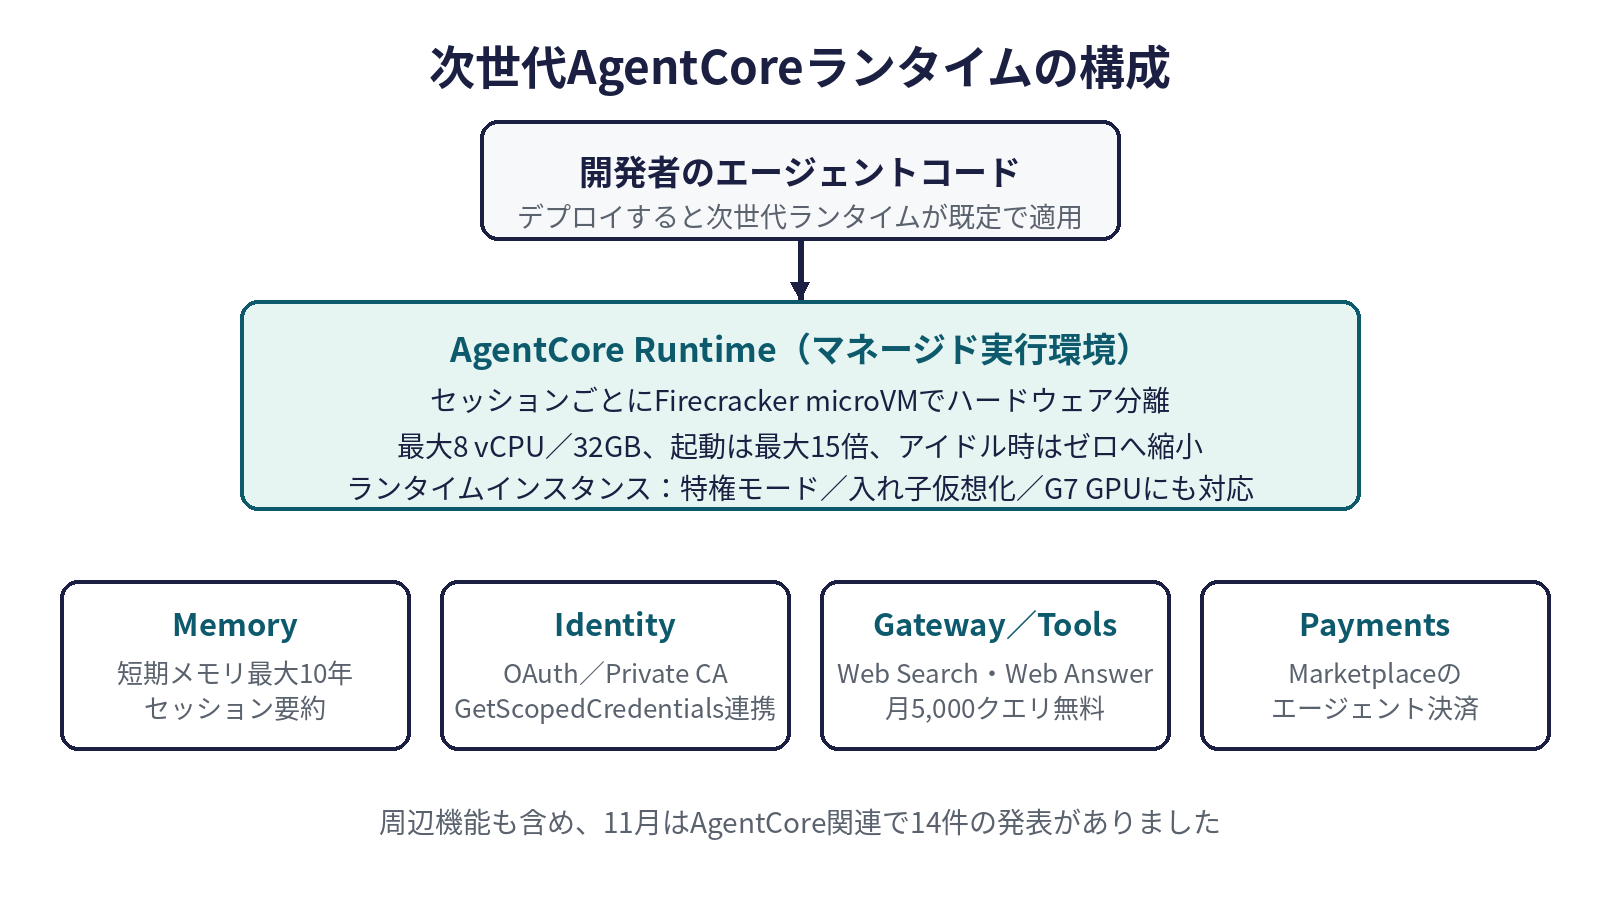 次世代AgentCoreランタイムの構成
開発者のエージェントコード
デプロイすると次世代ランタイムが既定で適用
AgentCore Runtime（マネージド実行環境）
セッションごとにFirecracker microVMでハードウェア分離
最大8 vCPU／32GB、起動は最大15倍、アイドル時はゼロへ縮小
ランタイムインスタンス：特権モード／入れ子仮想化／G7 GPUにも対応
Memory
短期メモリ最大10年
セッション要約
Identity
OAuth／Private CA
GetScopedCredentials連携
Gateway／Tools
Web Search・Web Answer
月5,000クエリ無料
Payments
Marketplaceの
エージェント決済
周辺機能も含め、11月はAgentCore関連で14件の発表がありました